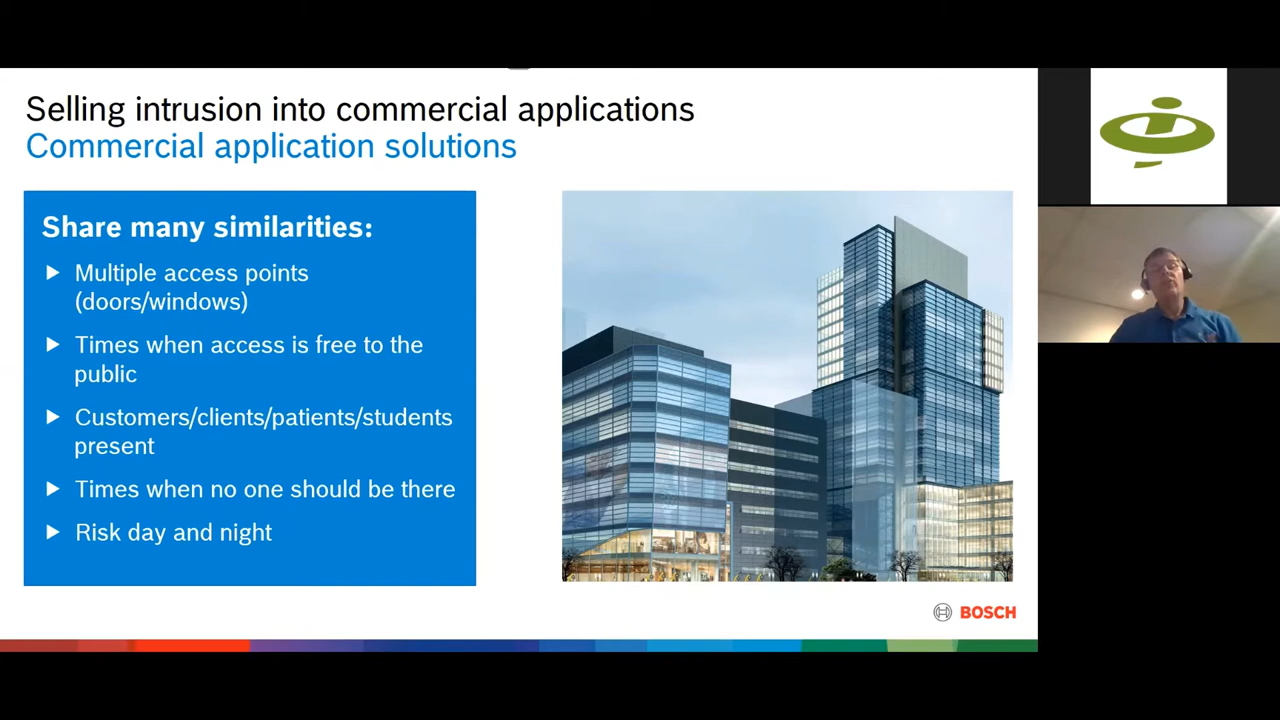 Selling intrusion into commercial applications
Commercial application solutions
Share many similarities:
Multiple access points
(doors/windows)
Times when access is free to the
public
Customers/clients/patients/students
present
Times when no one should be there
Risk day and night
BOSCH